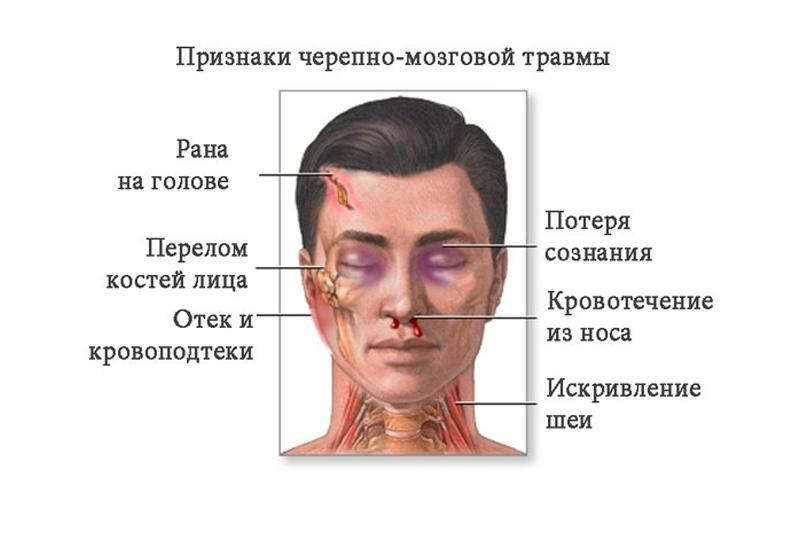 Признаки черепно-мозговой травмы
Рана
на голове
Перелом
костей лица
Отек и
кровоподтеки
Потеря
сознания
Кровотечение
из носа
Искривление
шеи